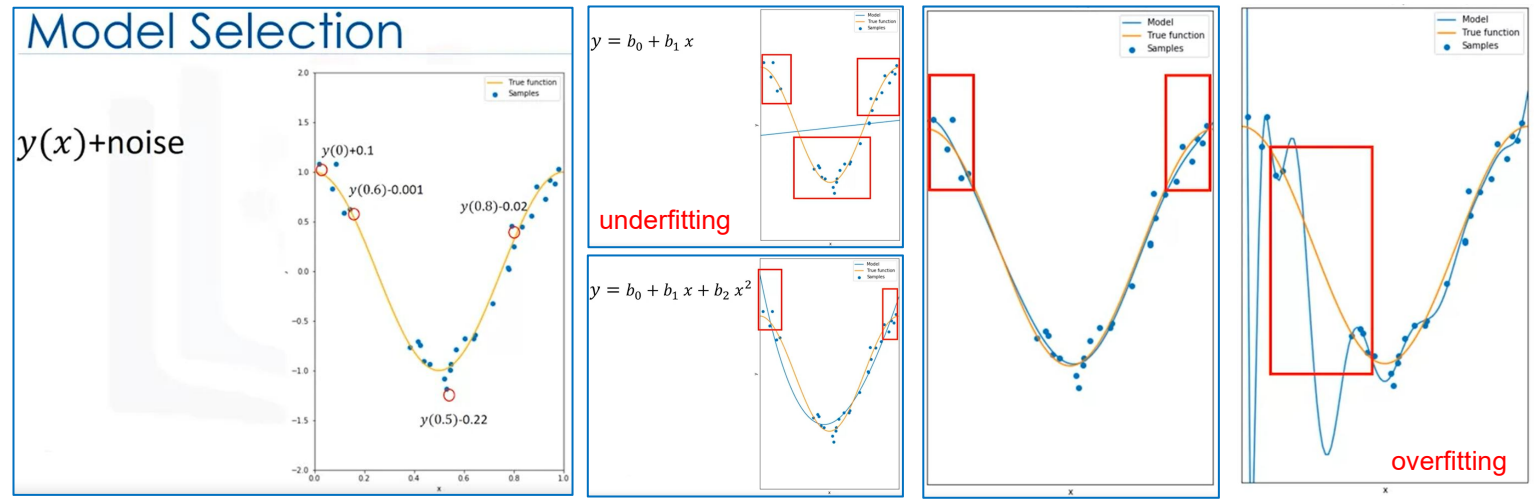 Model Selection
y(x)+noise
2.0
1.5
1.0
0.5
0.0
−0.5
−1.0
−1.5
−2.0
True function
Samples
y(0)+0.1
y(0.6)-0.001
y(0.8)-0.02
y(0.5)-0.22
0.0 0.2 0.4 0.6 0.8 1.0
x
y = b₀ + b₁ x
Model
True function
Samples
underfitting
x
y = b₀ + b₁ x + b₂ x²
Model
True function
Samples
x
Model
True function
Samples
x
Model
True function
Samples
overfitting
x